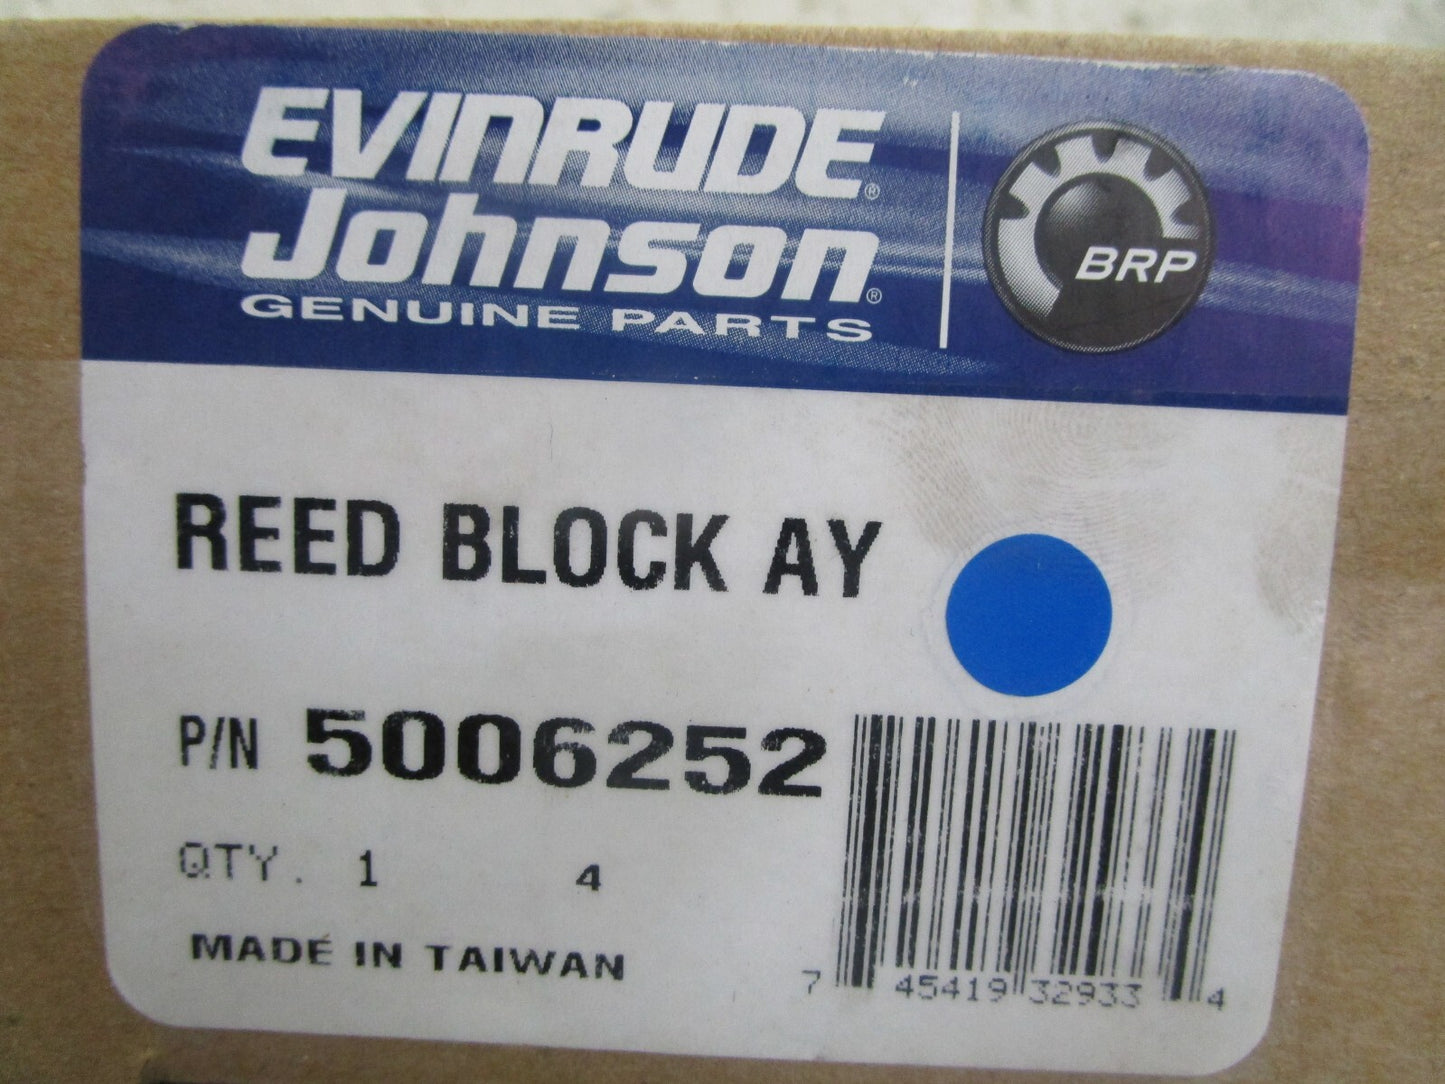 EVINRUDE®
Johnson®
GENUINE PARTS
BRP
REED BLOCK AY
P/N 5006252
QTY. 1 4
MADE IN TAIWAN
7 45419 32933 4